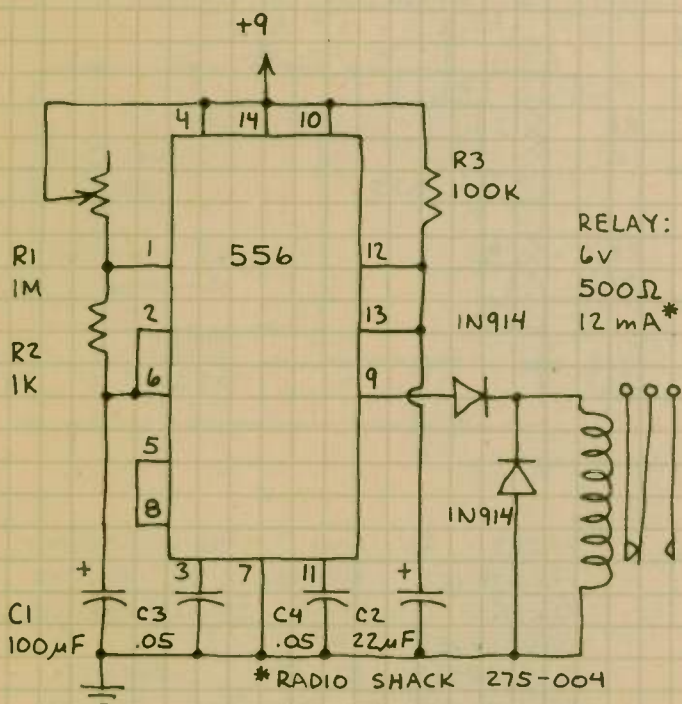 +9
4 14 10
R3
100K
RELAY:
6V
500Ω
12 mA*
R1
1M
1 556 12
2 13 1N914
R2
1K
6 9
5
8
1N914
+ 3 7 11 +
C1
100μF
C3
.05
C4
.05
C2
22μF
*RADIO SHACK 275-004